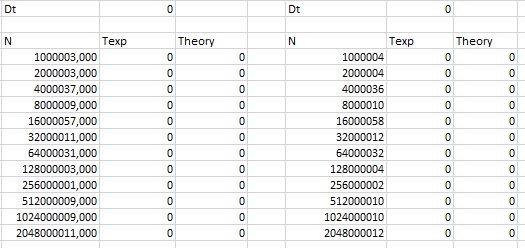 Dt 0 Dt 0
N Texp Theory N Texp Theory
1000003,000 0 0 1000004 0 0
2000003,000 0 0 2000004 0 0
4000037,000 0 0 4000036 0 0
8000009,000 0 0 8000010 0 0
16000057,000 0 0 16000058 0 0
32000011,000 0 0 32000012 0 0
64000031,000 0 0 64000032 0 0
128000003,000 0 0 128000004 0 0
256000001,000 0 0 256000002 0 0
512000009,000 0 0 512000010 0 0
1024000009,000 0 0 1024000010 0 0
2048000011,000 0 0 2048000012 0 0